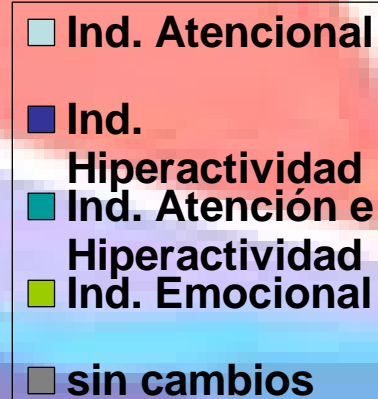 Ind. Atencional
Ind.
Hiperactividad
Ind. Atención e
Hiperactividad
Ind. Emocional
sin cambios